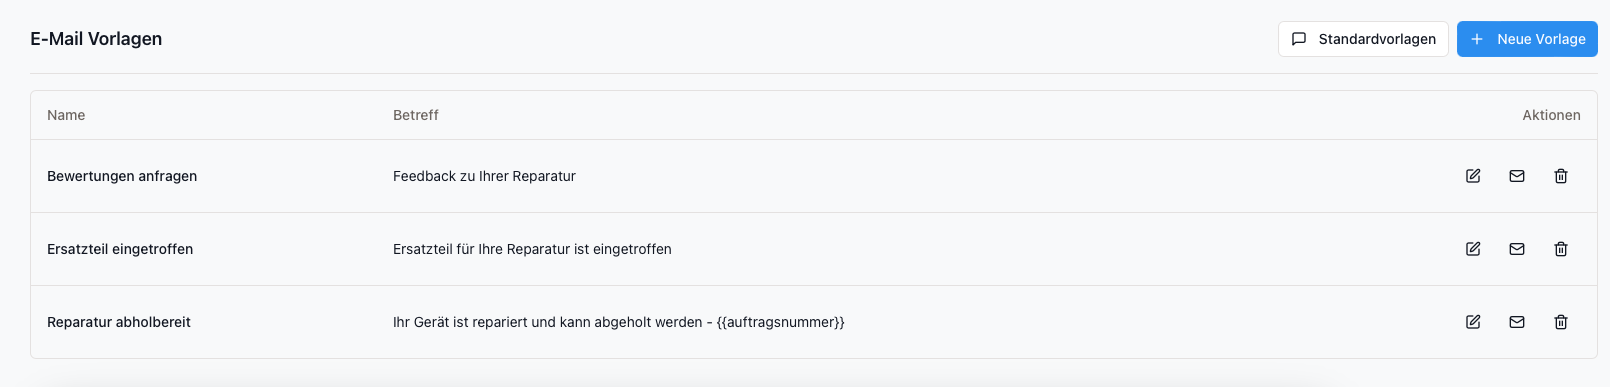 E-Mail Vorlagen
Standardvorlagen
Neue Vorlage
Name Betreff Aktionen
Bewertungen anfragen Feedback zu Ihrer Reparatur
Ersatzteil eingetroffen Ersatzteil für Ihre Reparatur ist eingetroffen
Reparatur abholbereit Ihr Gerät ist repariert und kann abgeholt werden - {{auftragsnummer}}